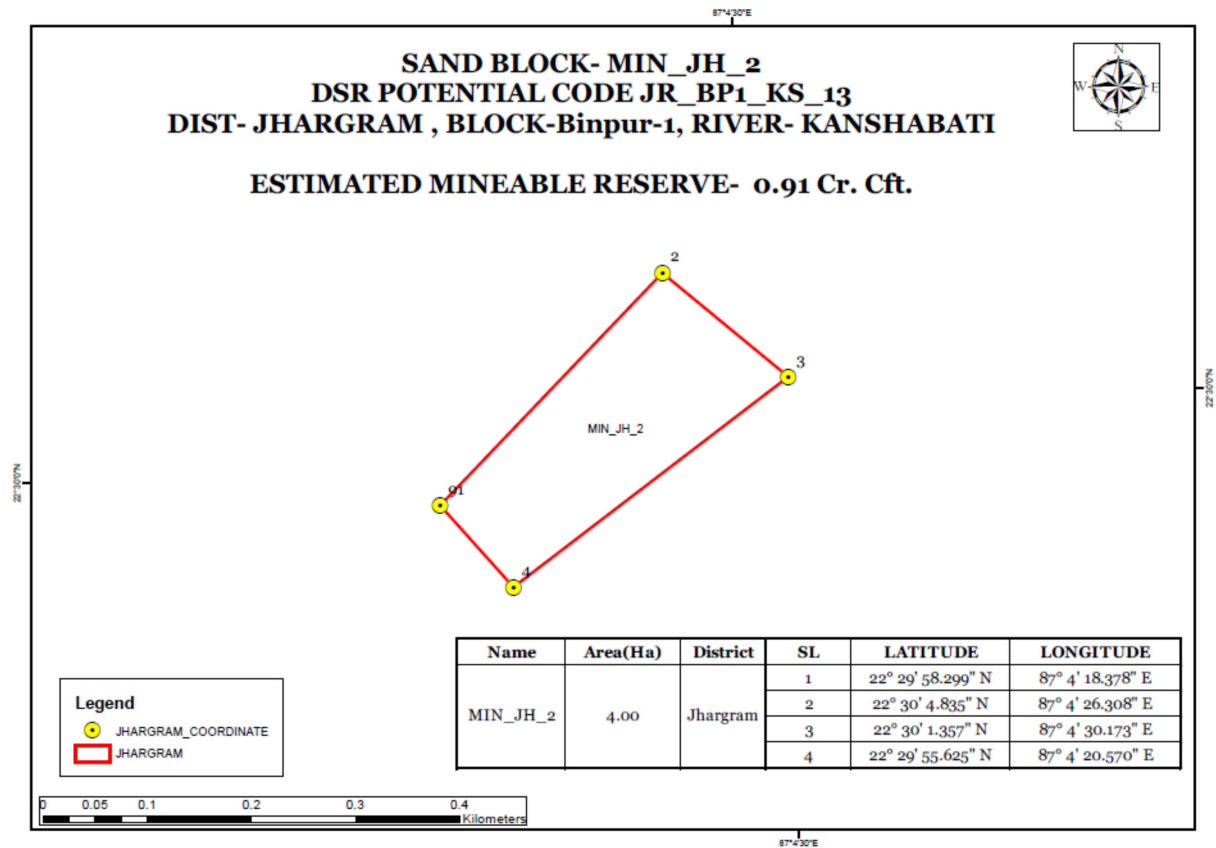 87°4'30"E
SAND BLOCK- MIN_JH_2
DSR POTENTIAL CODE JR_BP1_KS_13
DIST- JHARGRAM , BLOCK-Binpur-1, RIVER- KANSHABATI
ESTIMATED MINEABLE RESERVE- 0.91 Cr. Cft.
N
W E
S
2
3
22°30'0"N
MIN_JH_2
22°30'0"N
91
4
Name Area(Ha) District SL LATITUDE LONGITUDE
MIN_JH_2 4.00 Jhargram
1 22° 29' 58.299" N 87° 4' 18.378" E
2 22° 30' 4.835" N 87° 4' 26.308" E
3 22° 30' 1.357" N 87° 4' 30.173" E
4 22° 29' 55.625" N 87° 4' 20.570" E
Legend
JHARGRAM_COORDINATE
JHARGRAM
0 0.05 0.1 0.2 0.3 0.4
Kilometers
87°4'30"E